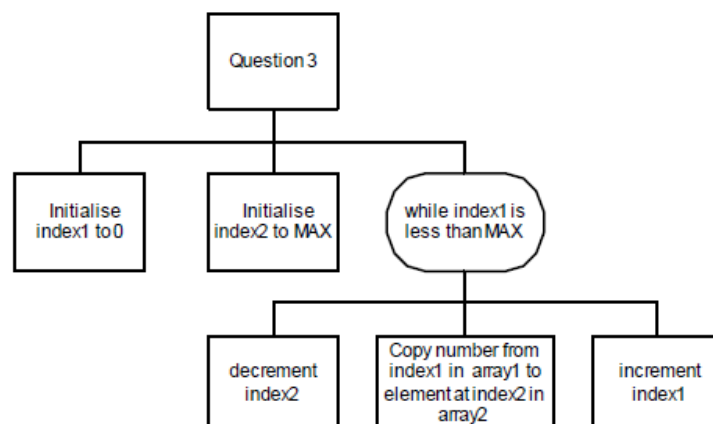 Question 3
Initialise
index1 to 0
Initialise
index2 to MAX
while index1 is
less than MAX
decrement
index2
Copy number from
index1 in array1 to
element at index2 in
array2
increment
index1